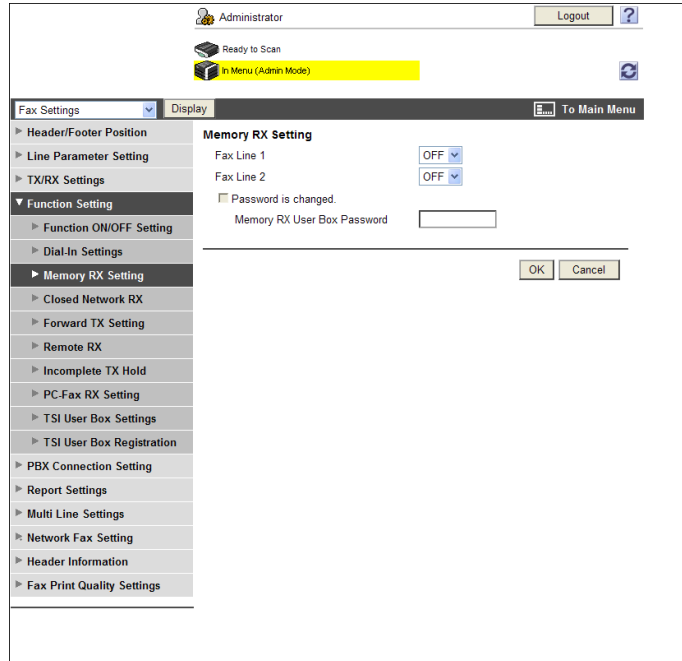 Administrator
Logout
?
Ready to Scan
In Menu (Admin Mode)
Fax Settings
Display
To Main Menu
Header/Footer Position
Line Parameter Setting
TX/RX Settings
Function Setting
Function ON/OFF Setting
Dial-In Settings
Memory RX Setting
Closed Network RX
Forward TX Setting
Remote RX
Incomplete TX Hold
PC-Fax RX Setting
TSI User Box Settings
TSI User Box Registration
PBX Connection Setting
Report Settings
Multi Line Settings
Network Fax Setting
Header Information
Fax Print Quality Settings
Memory RX Setting
Fax Line 1 OFF
Fax Line 2 OFF
Password is changed.
Memory RX User Box Password
OK Cancel